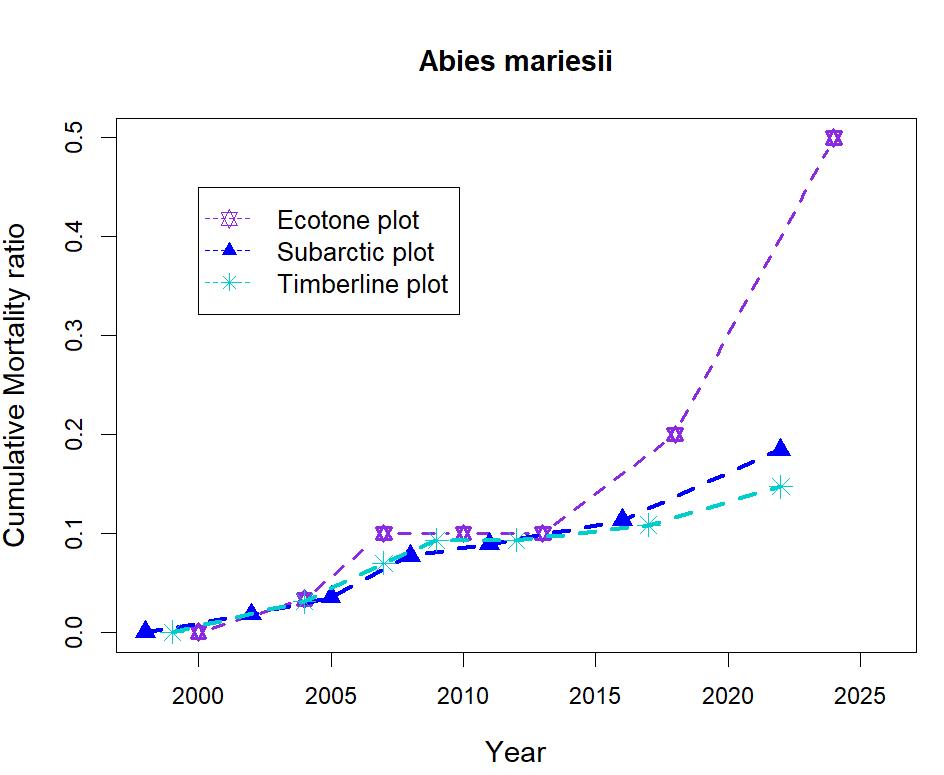 Abies mariesii
Cumulative Mortality ratio
0.5
0.4
0.3
0.2
0.1
0.0
Ecotone plot
Subarctic plot
Timberline plot
2000 2005 2010 2015 2020 2025
Year